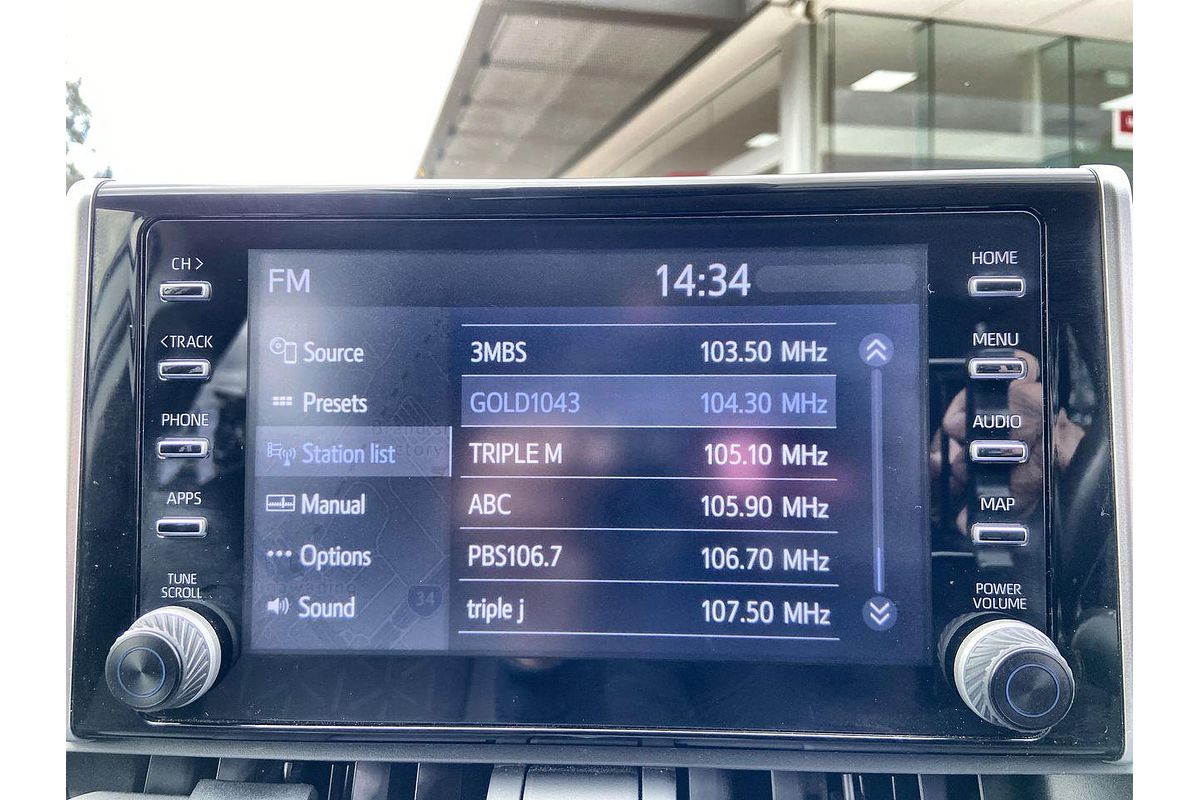 CH >
<TRACK
PHONE
APPS
TUNE
SCROLL
FM
14:34
Source
Presets
Station list
Manual
Options
Sound
3MBS 103.50 MHz
GOLD1043 104.30 MHz
TRIPLE M 105.10 MHz
ABC 105.90 MHz
PBS106.7 106.70 MHz
triple j 107.50 MHz
34
HOME
MENU
AUDIO
MAP
POWER
VOLUME